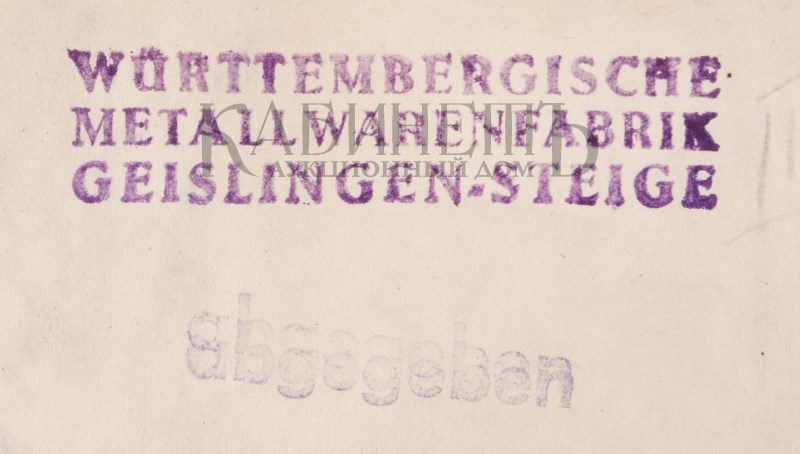 WÜRTTEMBERGISCHE
METALLWARENFABRIK
GEISLINGEN-STEIGE
КАБИНЕТЪ
АУКЦИОННЫЙ ДОМ
abgegeben